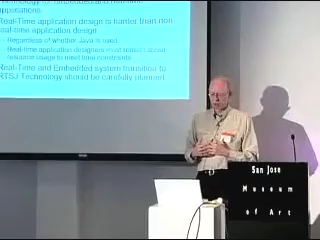 Real-Time application design is harder than non
real-time application design
Regardless of whether Java is used
Real-time application designers must
resource usage to meet time constraints
Real-Time and Embedded system transition to
RTSJ Technology should be carefully planned
San Jose
Museum
of Art